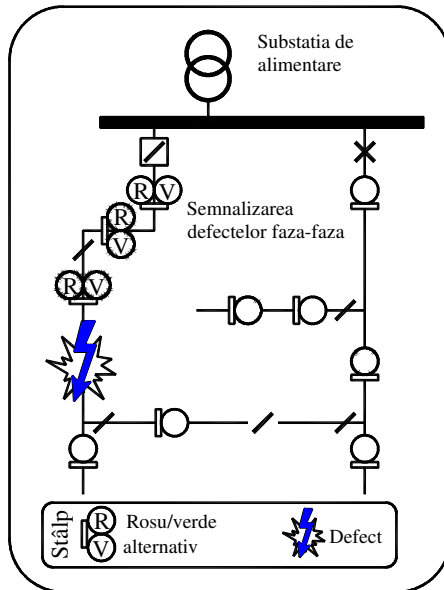 Substatia de
alimentare
R V
R
V
Semnalizarea
defectelor faza-faza
R V
Stâlp
R
V
Rosu/verde
alternativ
Defect